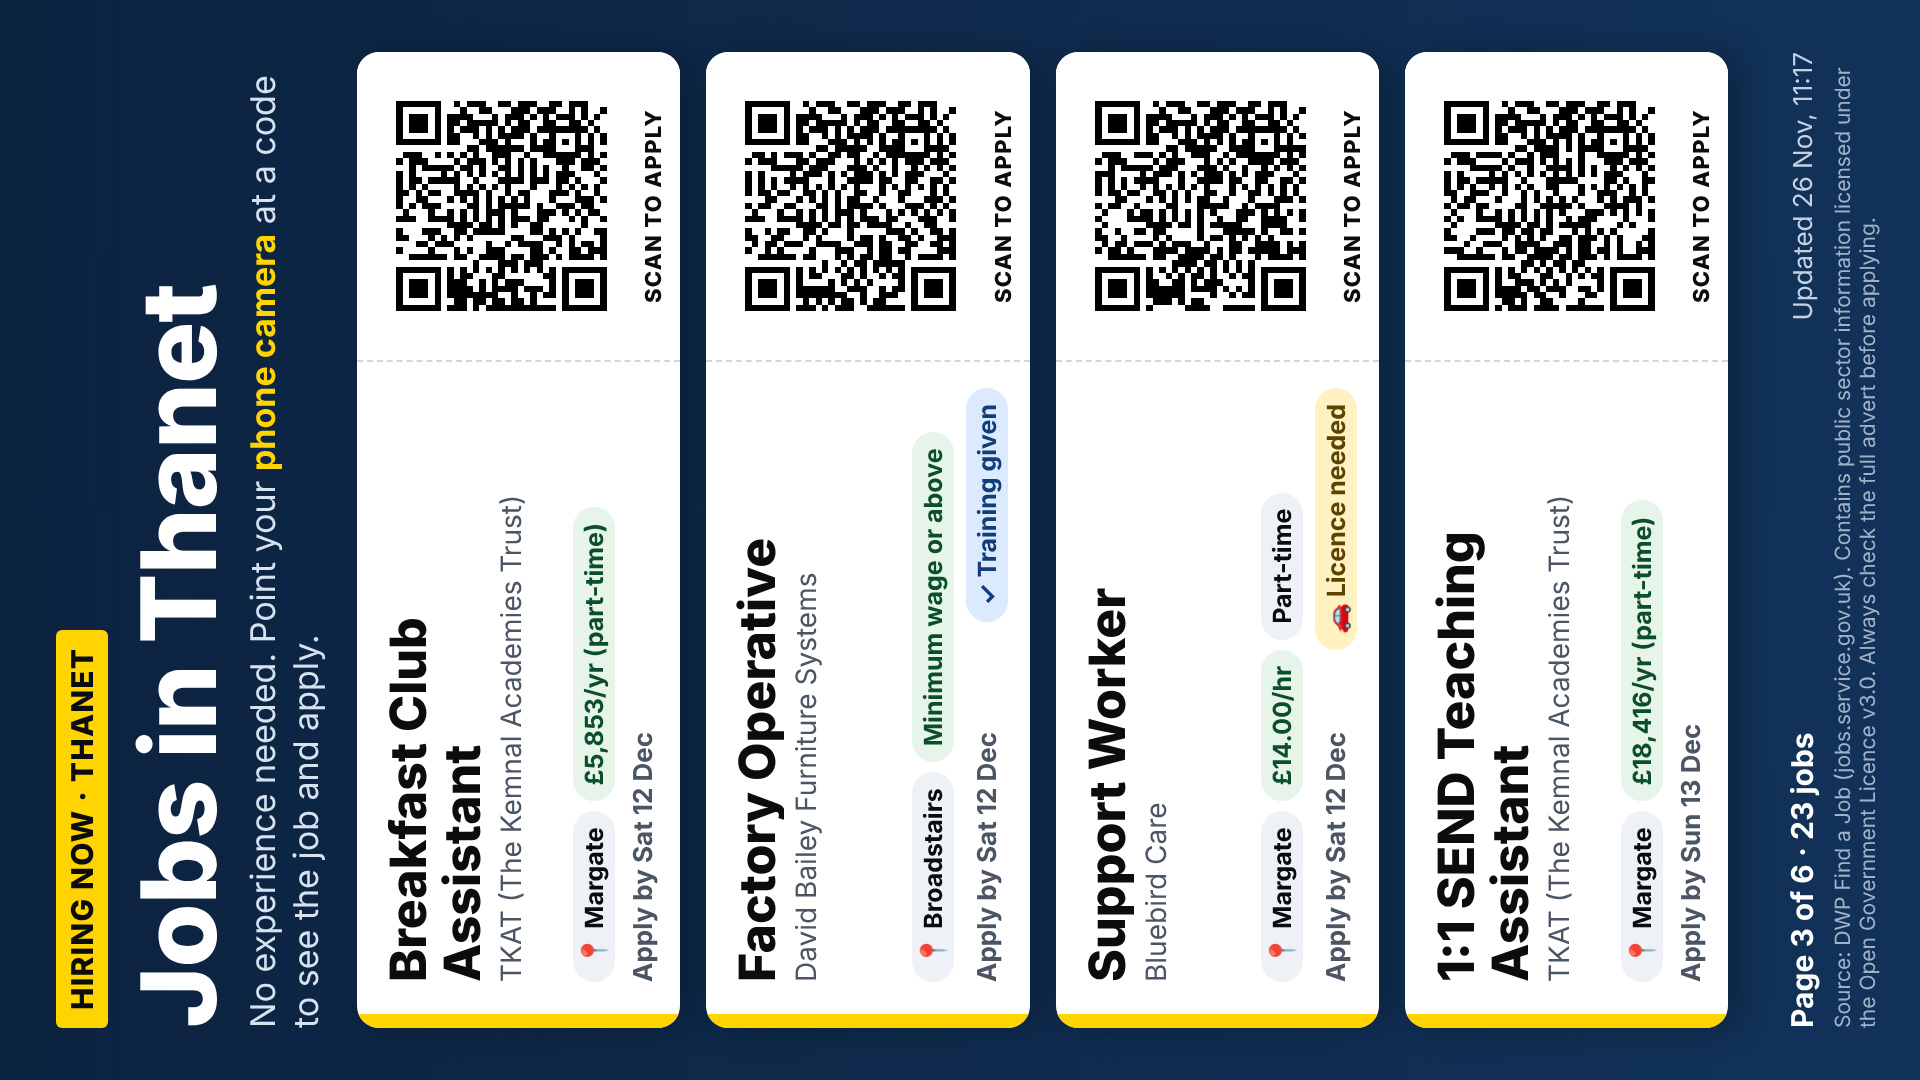 HIRING NOW · THANET
Jobs in Thanet
No experience needed. Point your phone camera at a code
to see the job and apply.
Breakfast Club
Assistant
TKAT (The Kemnal Academies Trust)
📍 Margate
£5,853/yr (part-time)
Apply by Sat 12 Dec
SCAN TO APPLY
Factory Operative
David Bailey Furniture Systems
📍 Broadstairs
Minimum wage or above
Apply by Sat 12 Dec
✓ Training given
SCAN TO APPLY
Support Worker
Bluebird Care
📍 Margate
£14.00/hr
Part-time
Apply by Sat 12 Dec
🚗 Licence needed
SCAN TO APPLY
1:1 SEND Teaching
Assistant
TKAT (The Kemnal Academies Trust)
📍 Margate
£18,416/yr (part-time)
Apply by Sun 13 Dec
SCAN TO APPLY
Page 3 of 6 · 23 jobs
Updated 26 Nov, 11:17
Source: DWP Find a Job (jobs.service.gov.uk). Contains public sector information licensed under
the Open Government Licence v3.0. Always check the full advert before applying.